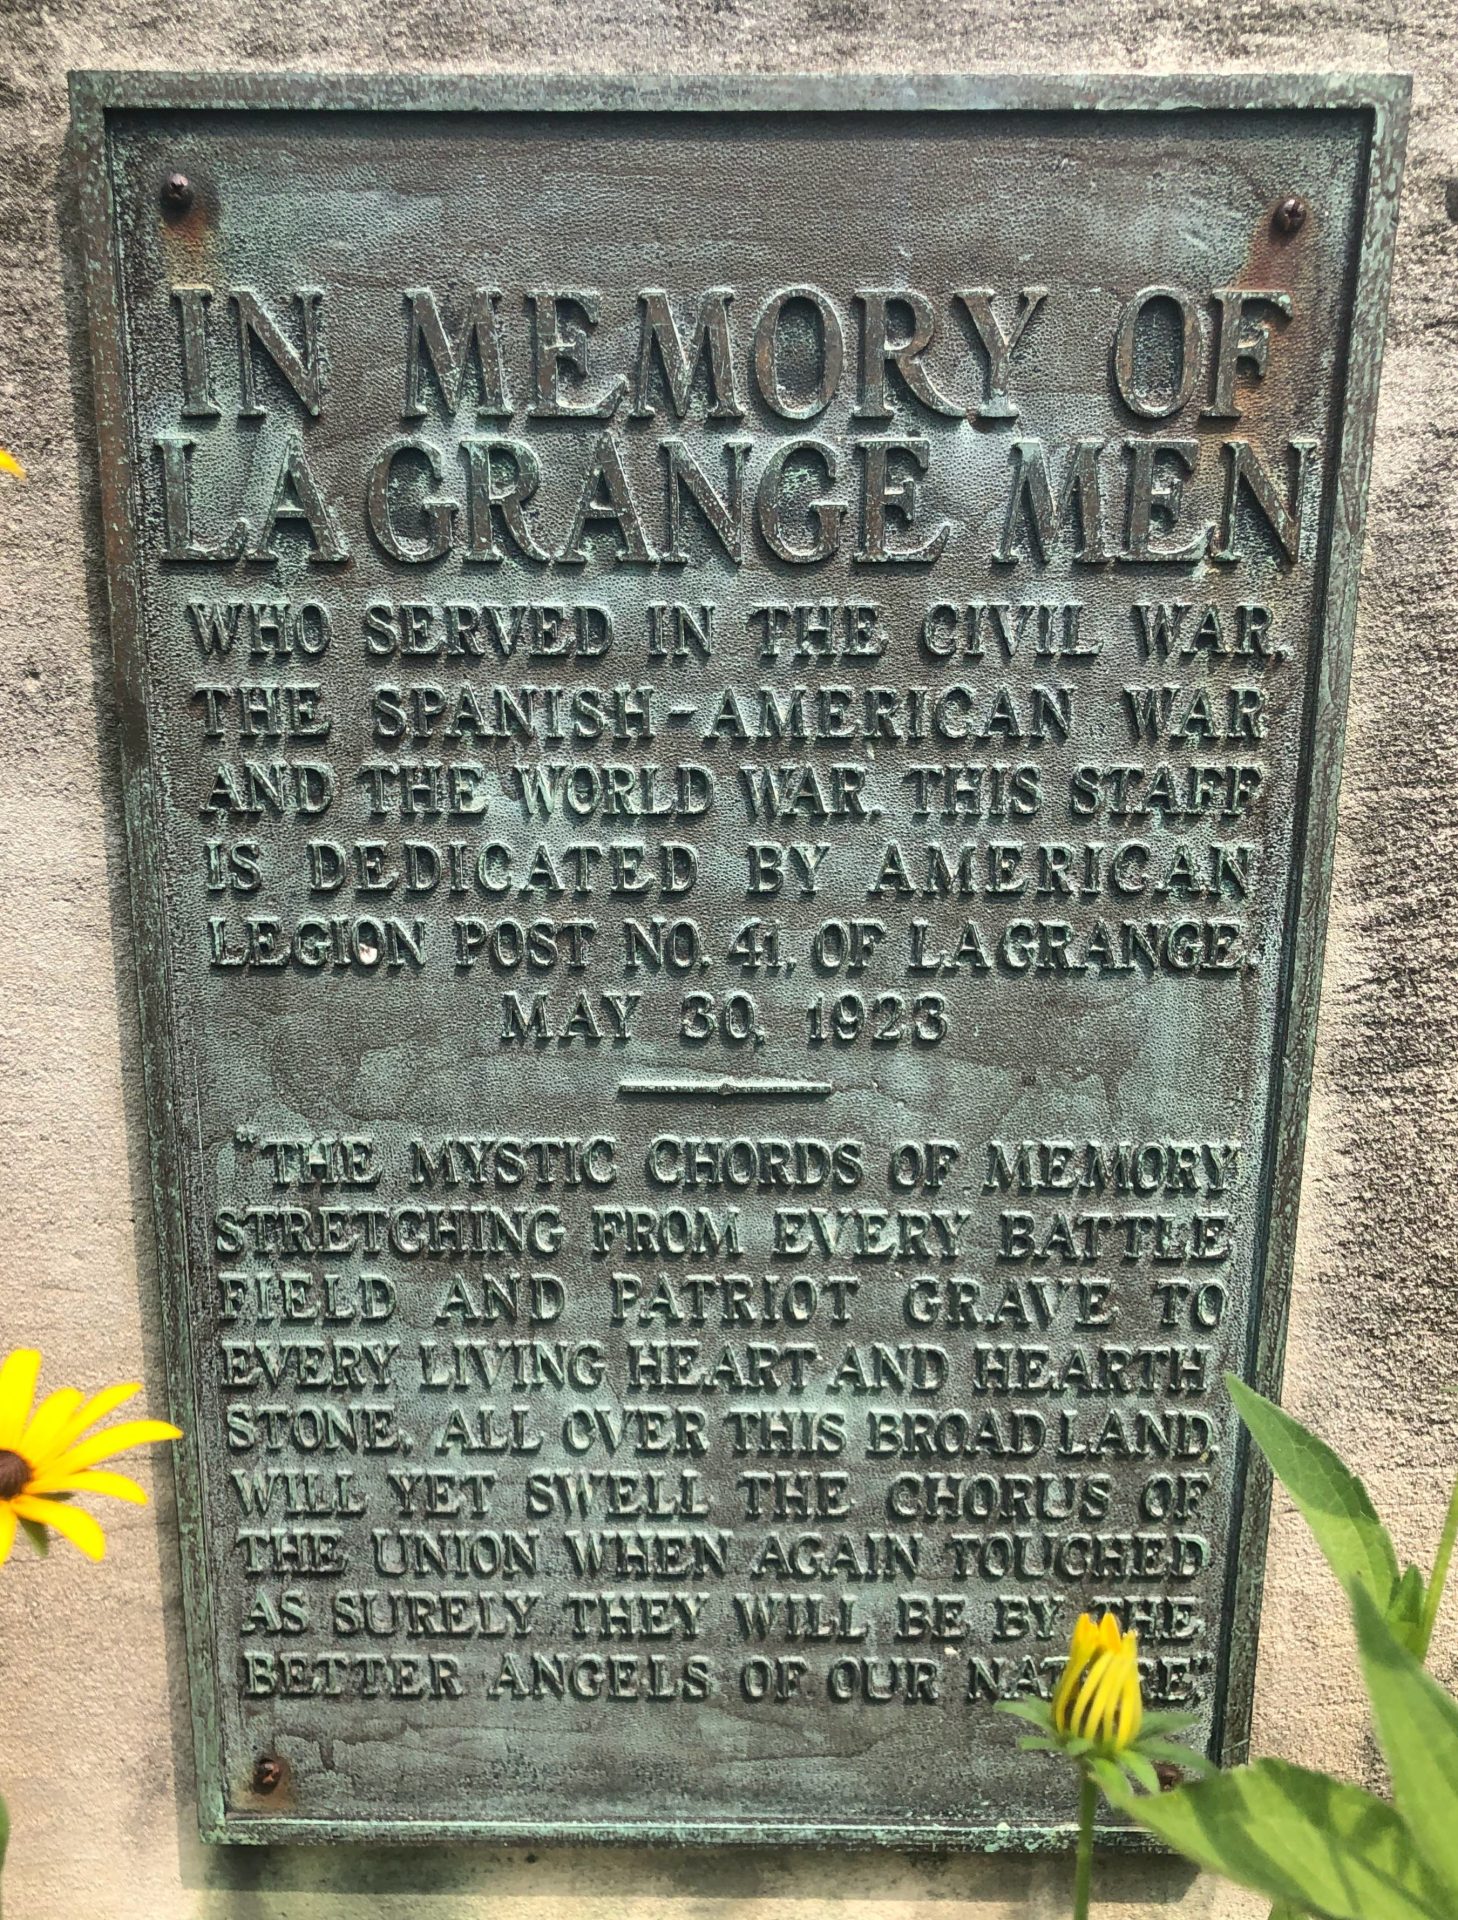 IN MEMORY OF
LAGRANGE MEN
WHO SERVED IN THE CIVIL WAR,
THE SPANISH-AMERICAN WAR
AND THE WORLD WAR. THIS STAFF
IS DEDICATED BY AMERICAN
LEGION POST NO. 41, OF LAGRANGE,
MAY 30, 1923
"THE MYSTIC CHORDS OF MEMORY
STRETCHING FROM EVERY BATTLE
FIELD AND PATRIOT GRAVE TO
EVERY LIVING HEART AND HEARTH
STONE, ALL OVER THIS BROAD LAND,
WILL YET SWELL THE CHORUS OF
THE UNION WHEN AGAIN TOUCHED
AS SURELY THEY WILL BE BY THE
BETTER ANGELS OF OUR NATURE"